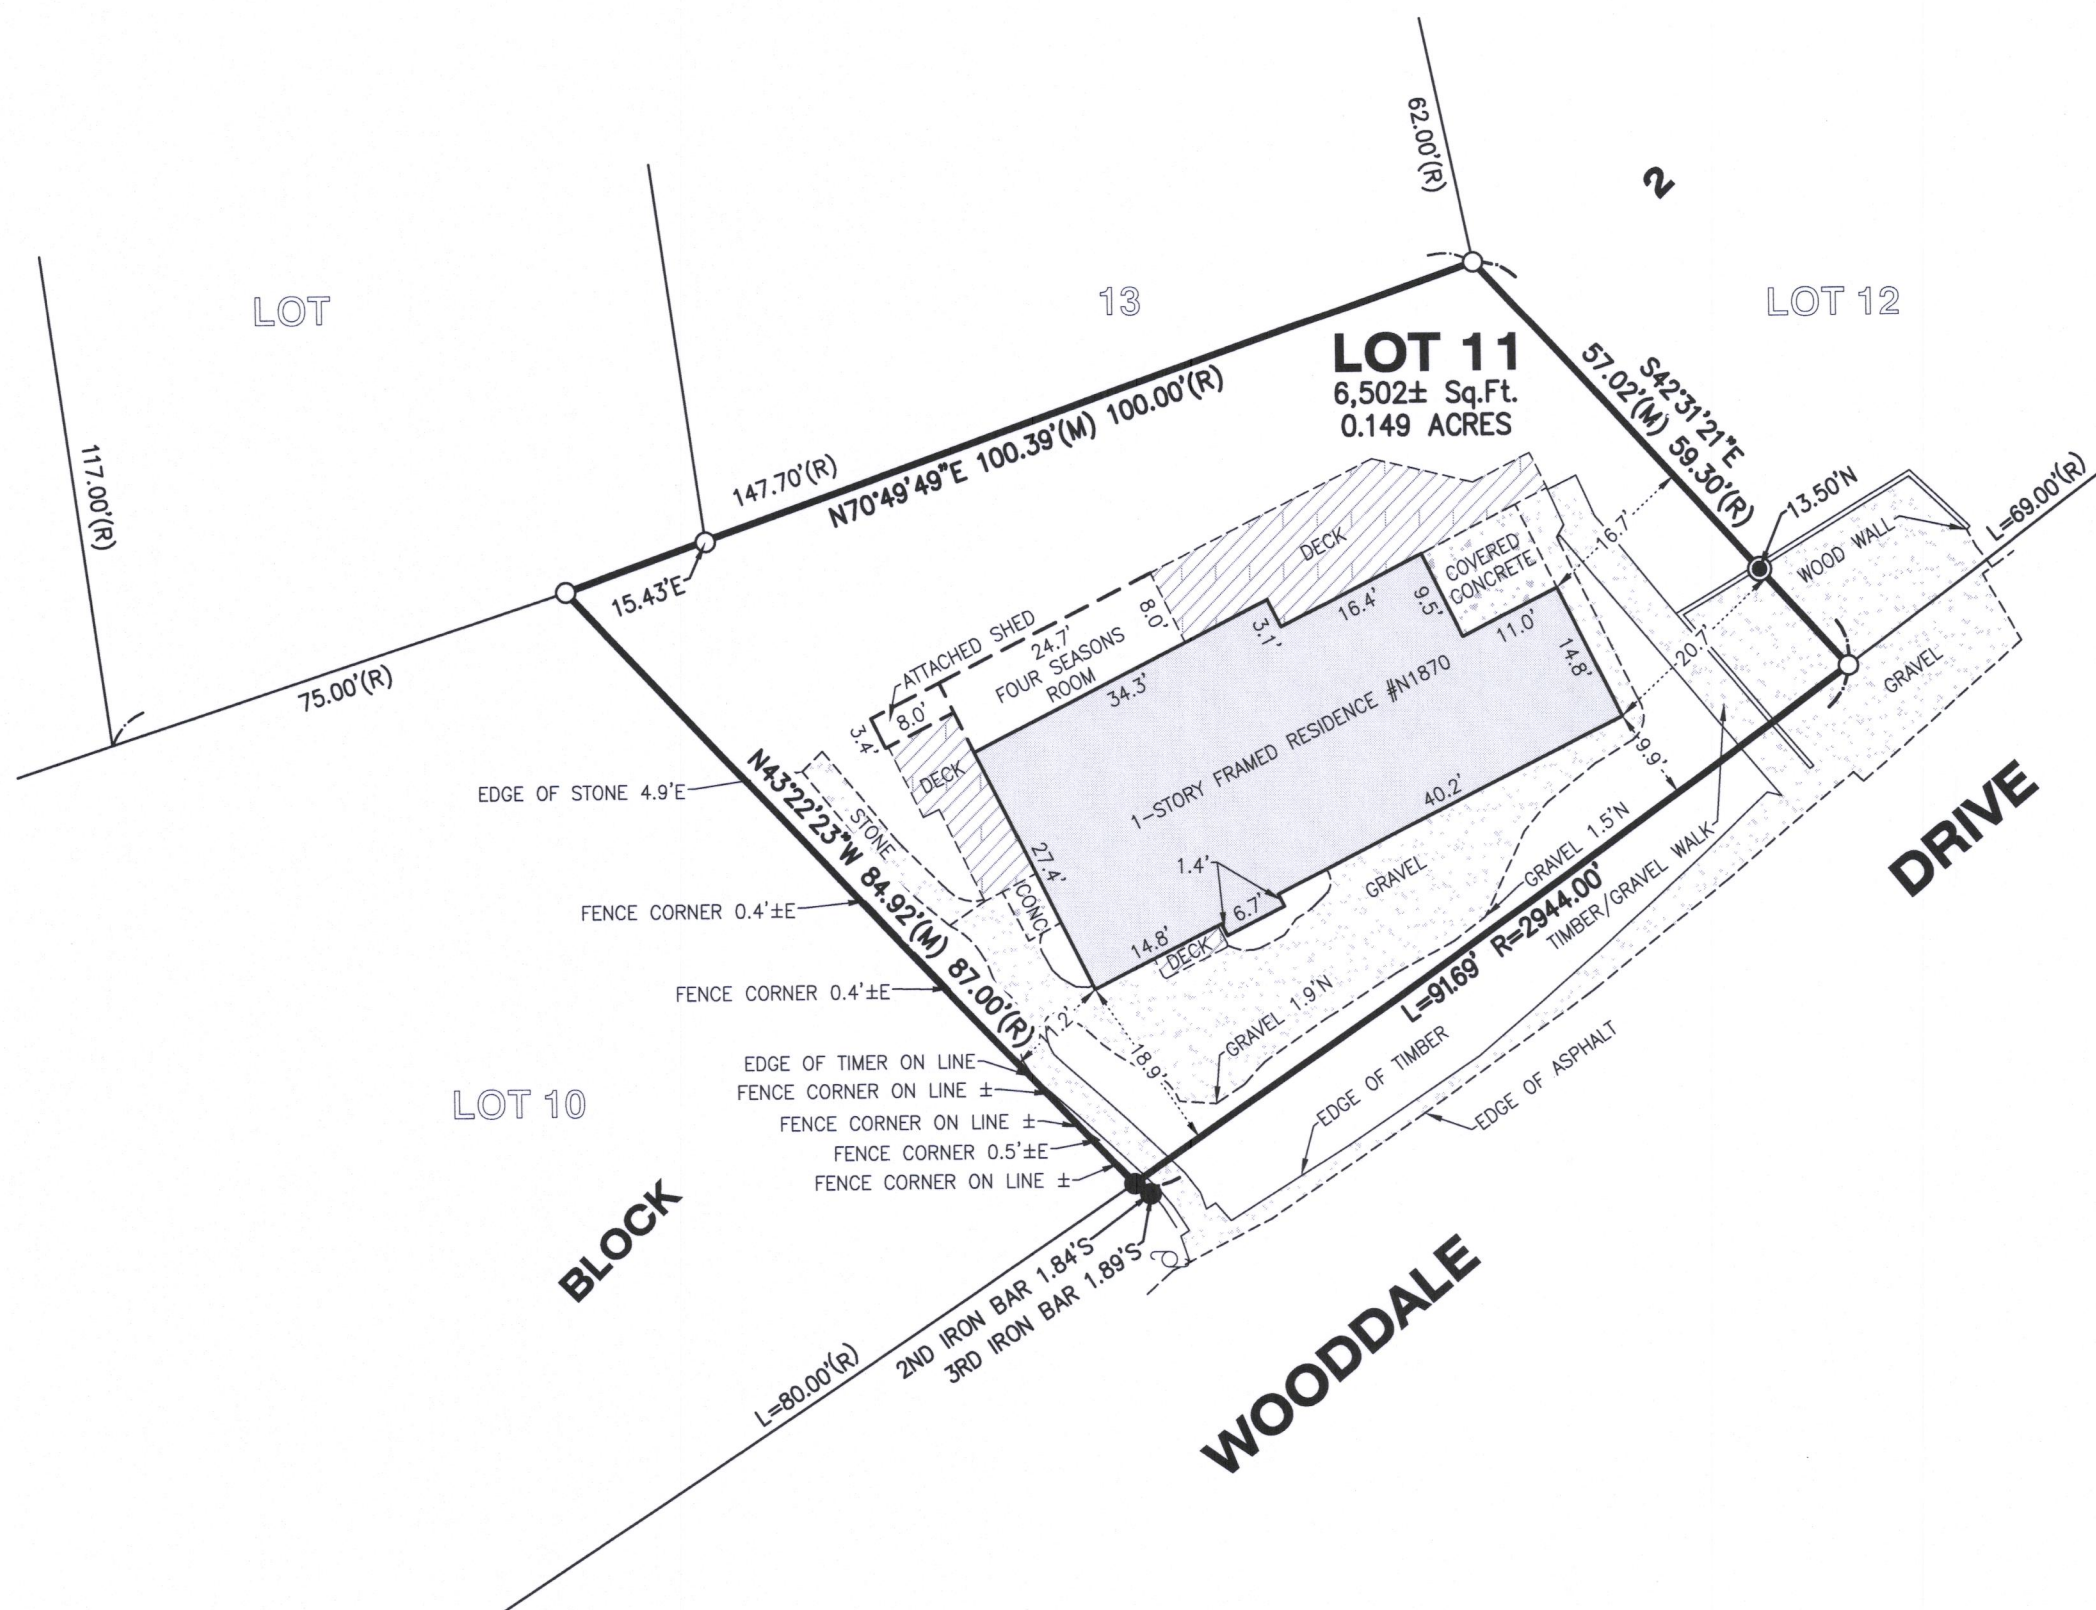 62.00'(R)
2
LOT
13
LOT 12
LOT 11
6,502± Sq.Ft.
0.149 ACRES
S42°31'21"E
57.02'(M) 59.30'(R)
117.00'(R)
147.70'(R)
N70°49'49"E 100.39'(M) 100.00'(R)
13.50'N
L=69.00'(R)
WOOD WALL
16.7'
DECK
COVERED
CONCRETE
15.43'E
ATTACHED SHED
24.7'
8.0'
FOUR SEASONS
ROOM
3.1'
16.4'
9.5'
11.0'
14.8'
20.7'
GRAVEL
75.00'(R)
34.3'
8.0'
3.4'
DECK
1-STORY FRAMED RESIDENCE #N1870
9.9'
EDGE OF STONE 4.9'E
N43°22'23"W 84.92'(M) 87.00'(R)
STONE
40.2'
27.4'
1.4'
GRAVEL
GRAVEL 1.5'N
TIMBER/GRAVEL WALK
DRIVE
FENCE CORNER 0.4'±E
CONC
6.7'
14.8'
DECK
L=91.69' R=2944.00'
FENCE CORNER 0.4'±E
11.2'
18.9'
GRAVEL 1.9'N
EDGE OF TIMER ON LINE
FENCE CORNER ON LINE ±
FENCE CORNER ON LINE ±
FENCE CORNER 0.5'±E
FENCE CORNER ON LINE ±
EDGE OF TIMBER
EDGE OF ASPHALT
LOT 10
BLOCK
2ND IRON BAR 1.84'S
3RD IRON BAR 1.89'S
L=80.00'(R)
WOODDALE